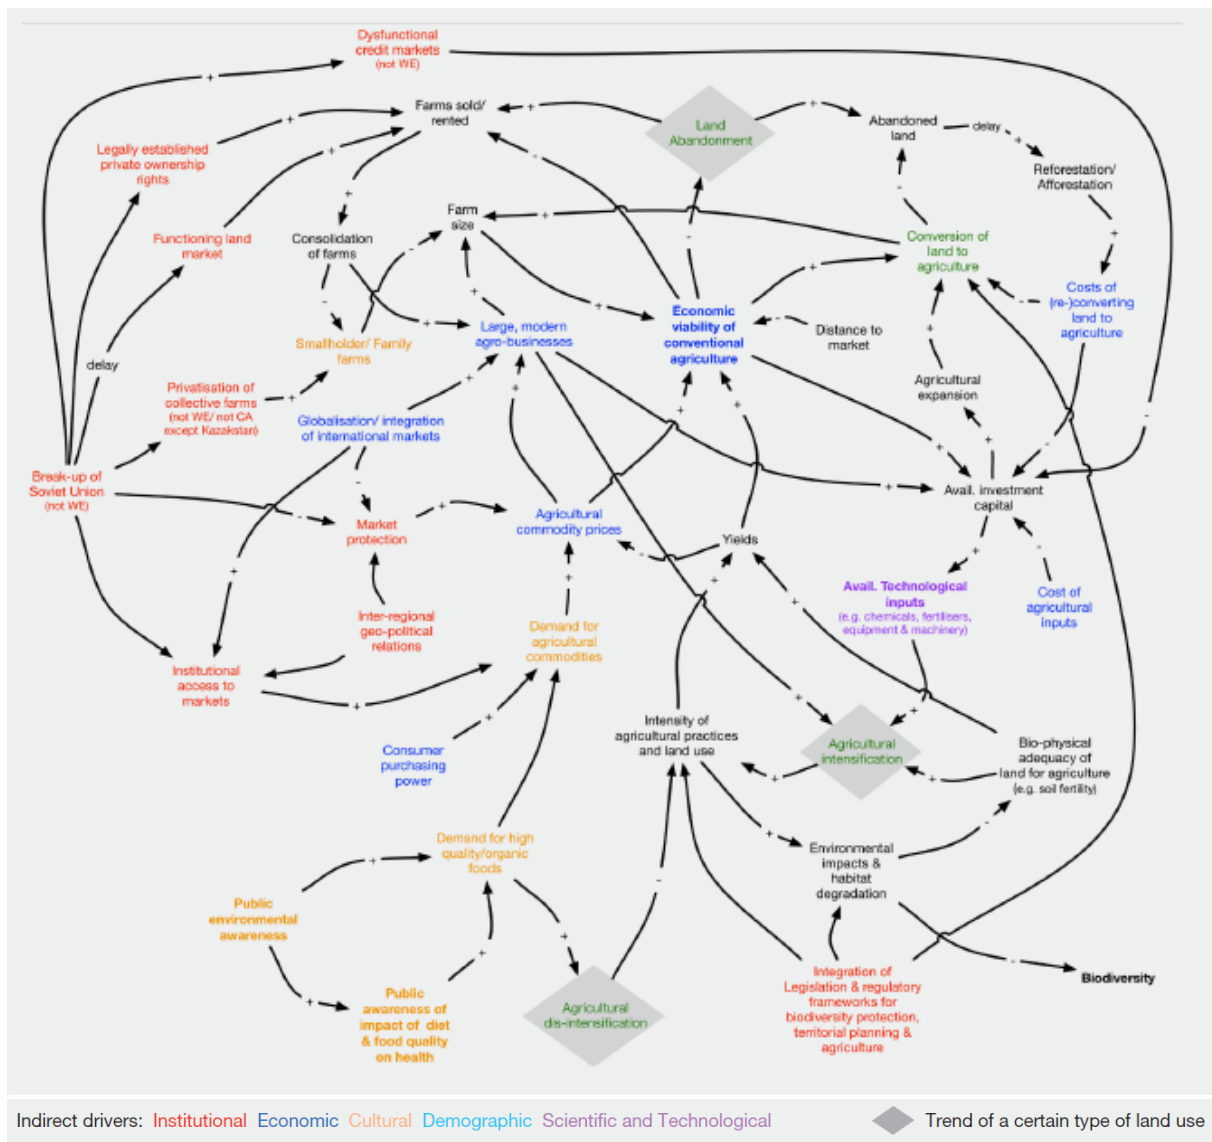 Dysfunctional
credit markets
(not WE)
Farms sold/
rented
Land
Abandonment
Abandoned
land
delay
Reforestation/
Afforestation
Legally established
private ownership
rights
Functioning land
market
Consolidation
of farms
Farm
size
Conversion of
land to
agriculture
Costs of
(re-)converting
land to
agriculture
Economic
viability of
conventional
agriculture
Distance to
market
Large, modern
agro-businesses
Smallholder/ Family
farms
delay
Agricultural
expansion
Privatisation of
collective farms
(not WE/ not CA
except Kazakstan)
Globalisation/ integration
of international markets
Break-up of
Soviet Union
(not WE)
Avail. investment
capital
Market
protection
Agricultural
commodity prices
Yields
Avail. Technological
inputs
(e.g. chemicals, fertilisers,
equipment & machinery)
Cost of
agricultural
inputs
Inter-regional
geo-political
relations
Demand for
agricultural
commodities
Institutional
access to
markets
Intensity of
agricultural practices
and land use
Agricultural
intensification
Bio-physical
adequacy of
land for agriculture
(e.g. soil fertility)
Consumer
purchasing
power
Demand for high
quality/organic
foods
Environmental
impacts &
habitat
degradation
Public
environmental
awareness
Public
awareness of
impact of diet
& food quality
on health
Agricultural
dis-intensification
Integration of
Legislation & regulatory
frameworks for
biodiversity protection,
territorial planning &
agriculture
Biodiversity
Indirect drivers: Institutional Economic Cultural Demographic Scientific and Technological
Trend of a certain type of land use